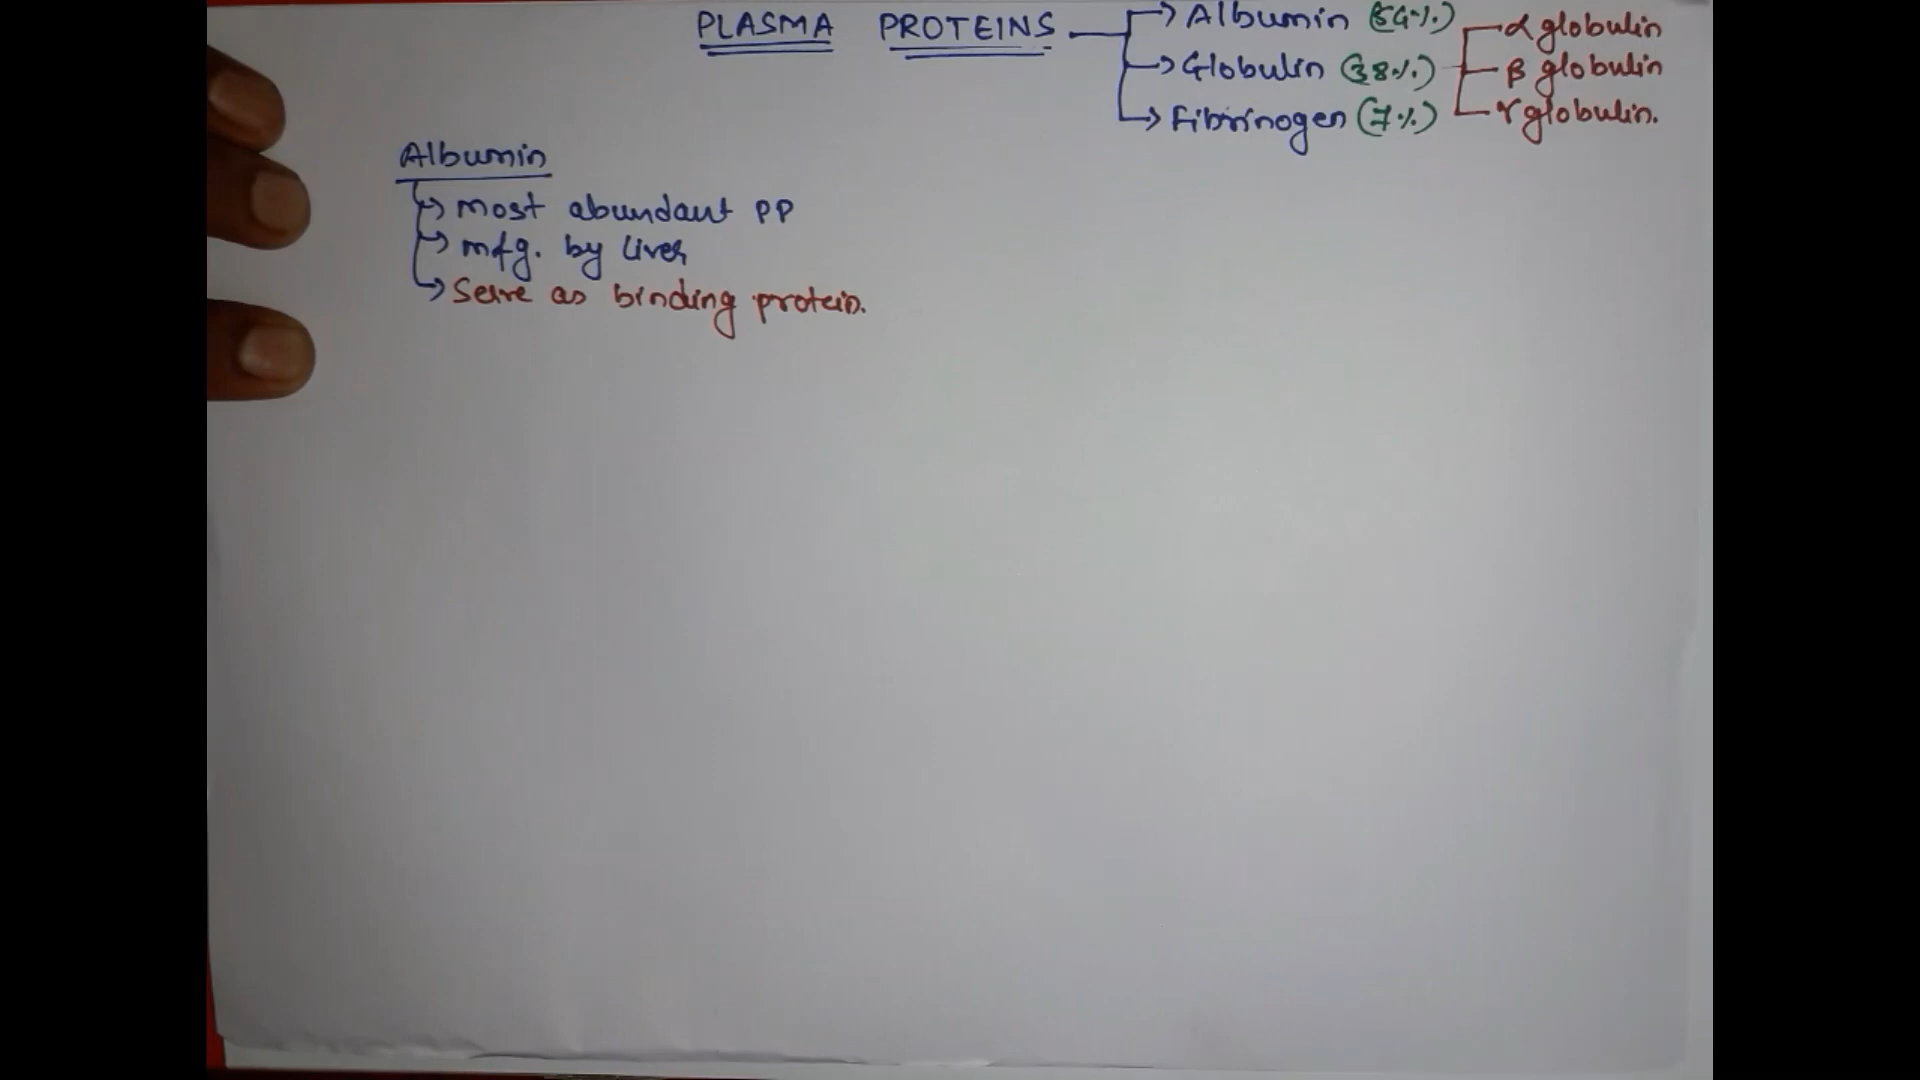 PLASMA PROTEINS → Albumin (54%)
→ Globulin (38%)
→ Fibrinogen (7%)
α globulin
β globulin
γ globulin.
Albumin
→ Most abundant PP
→ mfg. by liver
→ Serve as binding protein.